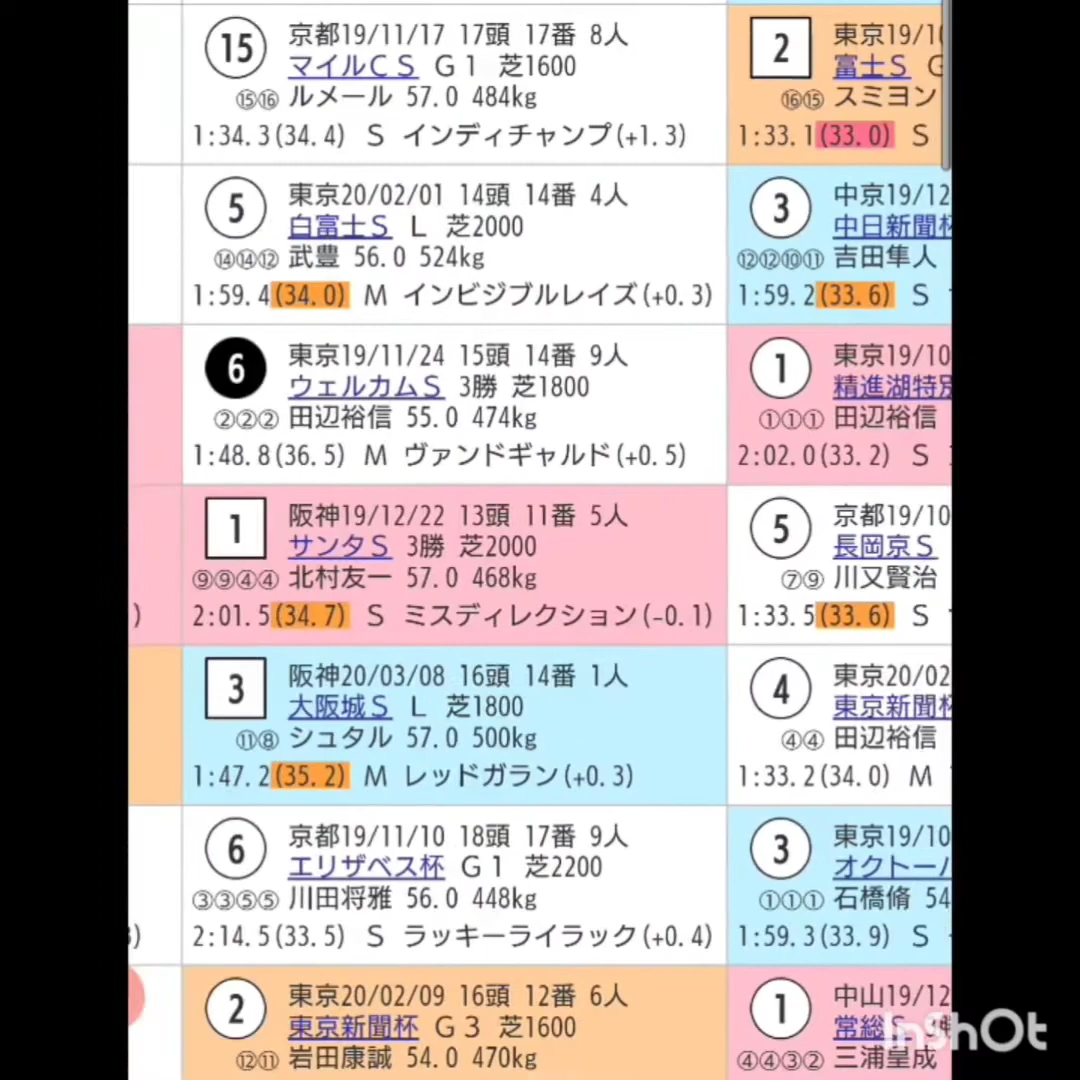 15 京都19/11/17 17頭 17番 8人
マイルCS G1 芝1600
⑮⑯ ルメール 57.0 484kg
1:34.3(34.4) S インディチャンプ(+1.3)
2 東京19/10
富士S G
⑯⑮ スミヨン
1:33.1(33.0) S
5 東京20/02/01 14頭 14番 4人
白富士S L 芝2000
⑭⑭⑫ 武豊 56.0 524kg
1:59.4(34.0) M インビジブルレイズ(+0.3)
3 中京19/12
中日新聞杯
⑫⑫⑩⑪ 吉田隼人
1:59.2(33.6) S
6 東京19/11/24 15頭 14番 9人
ウェルカムS 3勝 芝1800
②②② 田辺裕信 55.0 474kg
1:48.8(36.5) M ヴァンドギャルド(+0.5)
1 東京19/10
精進湖特別
①①① 田辺裕信
2:02.0(33.2) S
1 阪神19/12/22 13頭 11番 5人
サンタS 3勝 芝2000
⑨⑨④④ 北村友一 57.0 468kg
) 2:01.5(34.7) S ミスディレクション(-0.1)
5 京都19/10
長岡京S
⑦⑨ 川又賢治
1:33.5(33.6) S
3 阪神20/03/08 16頭 14番 1人
大阪城S L 芝1800
⑪⑧ シュタル 57.0 500kg
1:47.2(35.2) M レッドガラン(+0.3)
4 東京20/02
東京新聞杯
④④ 田辺裕信
1:33.2(34.0) M
6 京都19/11/10 18頭 17番 9人
エリザベス杯 G1 芝2200
③③⑤⑤ 川田将雅 56.0 448kg
) 2:14.5(33.5) S ラッキーライラック(+0.4)
3 東京19/10
オクトーバ
①①① 石橋脩 54
1:59.3(33.9) S
2 東京20/02/09 16頭 12番 6人
東京新聞杯 G3 芝1600
⑫⑪ 岩田康誠 54.0 470kg
1 中山19/12
常総S
④④③② 三浦皇成
InShOt